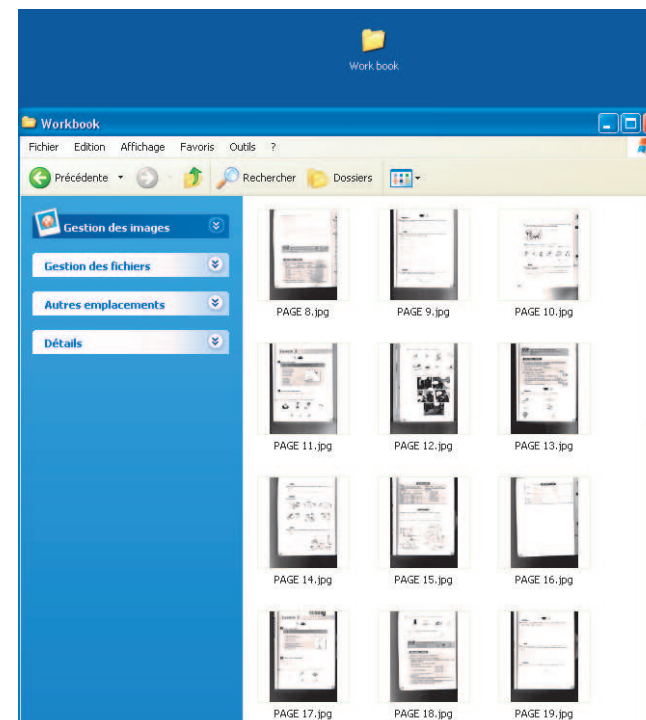 Work book
Workbook
Fichier Edition Affichage Favoris Outils ?
Précédente Rechercher Dossiers
Gestion des images
Gestion des fichiers
Autres emplacements
Détails
PAGE 8.jpg PAGE 9.jpg PAGE 10.jpg
PAGE 11.jpg PAGE 12.jpg PAGE 13.jpg
PAGE 14.jpg PAGE 15.jpg PAGE 16.jpg
PAGE 17.jpg PAGE 18.jpg PAGE 19.jpg